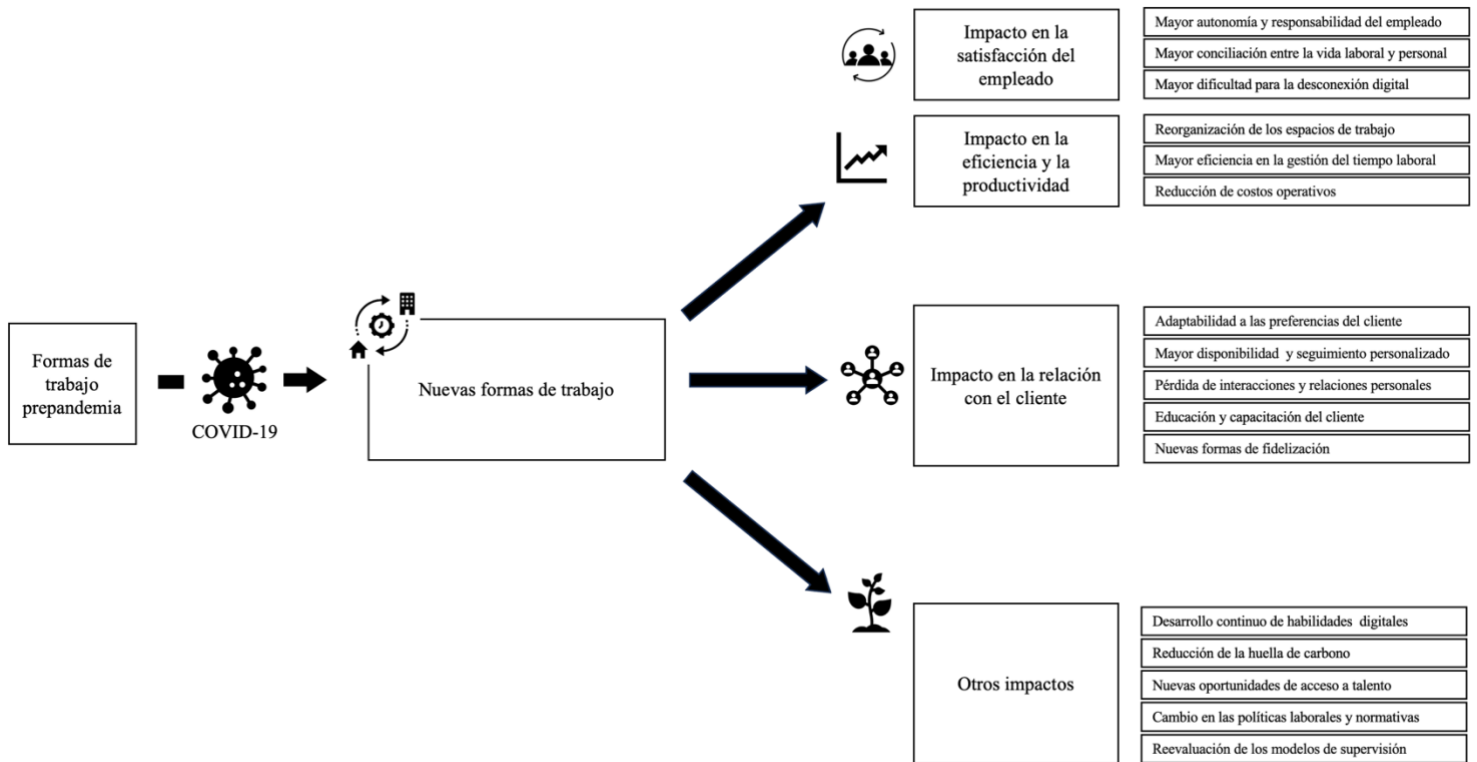 Formas de
trabajo
prepandemia
COVID-19
Nuevas formas de trabajo
Impacto en la
satisfacción del
empleado
Mayor autonomía y responsabilidad del empleado
Mayor conciliación entre la vida laboral y personal
Mayor dificultad para la desconexión digital
Impacto en la
eficiencia y la
productividad
Reorganización de los espacios de trabajo
Mayor eficiencia en la gestión del tiempo laboral
Reducción de costos operativos
Impacto en la relación
con el cliente
Adaptabilidad a las preferencias del cliente
Mayor disponibilidad y seguimiento personalizado
Pérdida de interacciones y relaciones personales
Educación y capacitación del cliente
Nuevas formas de fidelización
Otros impactos
Desarrollo continuo de habilidades digitales
Reducción de la huella de carbono
Nuevas oportunidades de acceso a talento
Cambio en las políticas laborales y normativas
Reevaluación de los modelos de supervisión